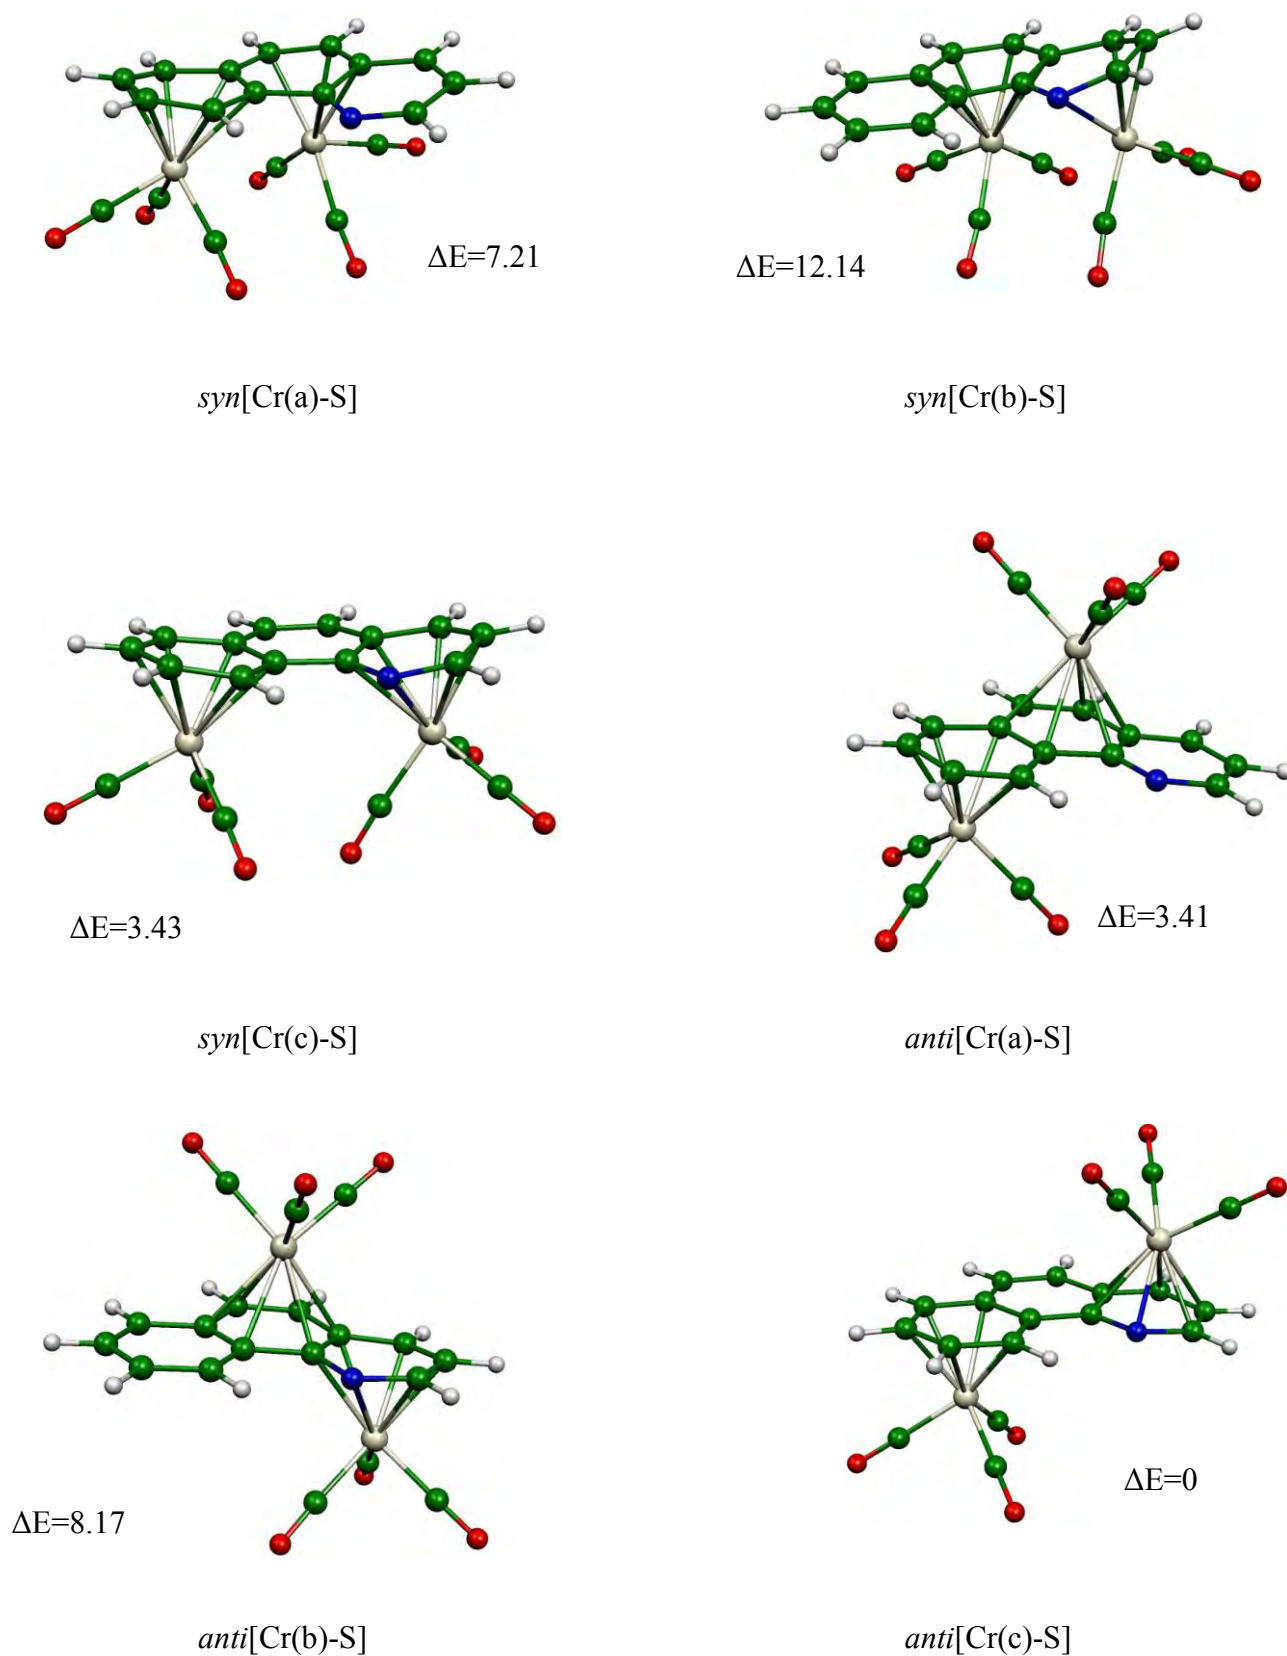 ΔE=7.21
ΔE=12.14
syn[Cr(a)-S]
syn[Cr(b)-S]
ΔE=3.43
ΔE=3.41
syn[Cr(c)-S]
anti[Cr(a)-S]
ΔE=8.17
ΔE=0
anti[Cr(b)-S]
anti[Cr(c)-S]